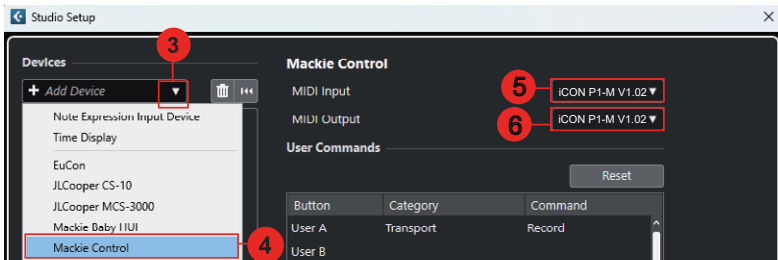 Studio Setup
3
Devices
+ Add Device
Note Expression Input Device
Time Display
EuCon
JLCooper CS-10
JLCooper MCS-3000
Mackie Baby HUI
Mackie Control
4
Mackie Control
MIDI Input
5
iCON P1-M V1.02
MIDI Output
6
iCON P1-M V1.02
User Commands
Reset
Button Category Command
User A Transport Record
User B